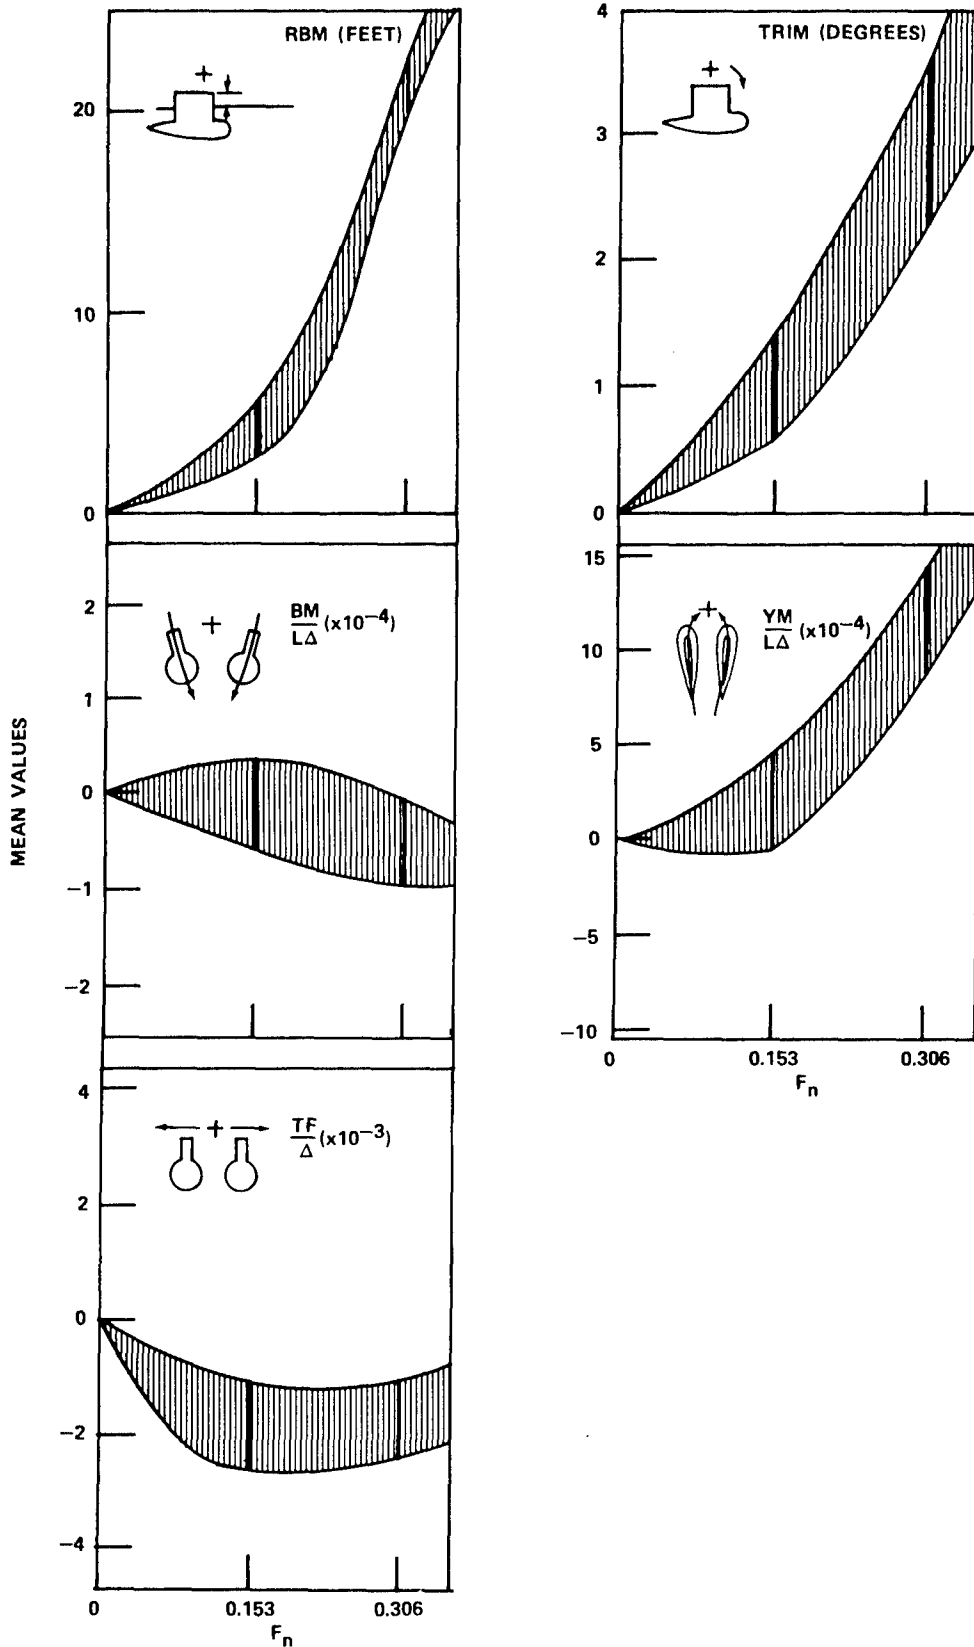 RBM (FEET)
+
20
10
0
TRIM (DEGREES)
+
4
3
2
1
0
MEAN VALUES
BM
LΔ (x10−4)
+
2
1
0
−1
−2
YM
LΔ (x10−4)
+
15
10
5
0
−5
−10
0 0.153 0.306
Fn
TF
Δ (x10−3)
+
4
2
0
−2
−4
0 0.153 0.306
Fn